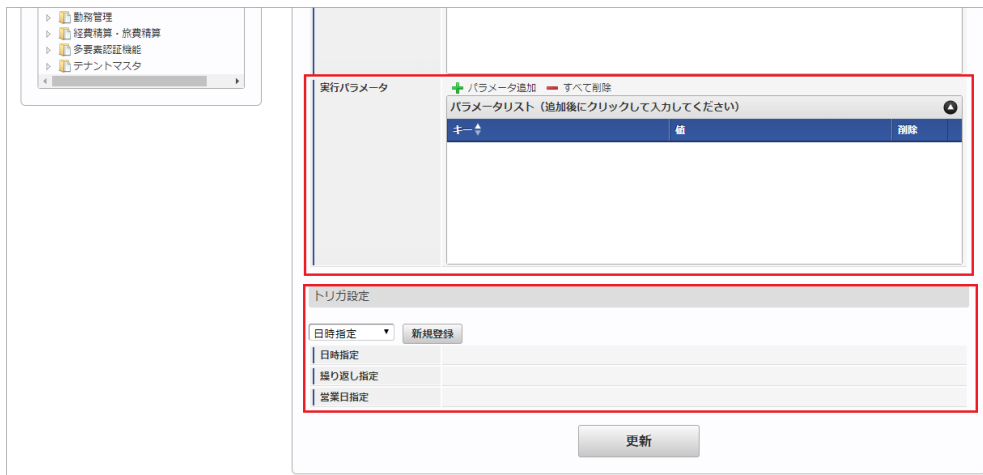 勤務管理
経費精算・旅費精算
多要素認証機能
テナントマスタ
実行パラメータ
パラメータ追加 すべて削除
パラメータリスト（追加後にクリックして入力してください）
キー 値 削除
トリガ設定
日時指定 新規登録
日時指定
繰り返し指定
営業日指定
更新